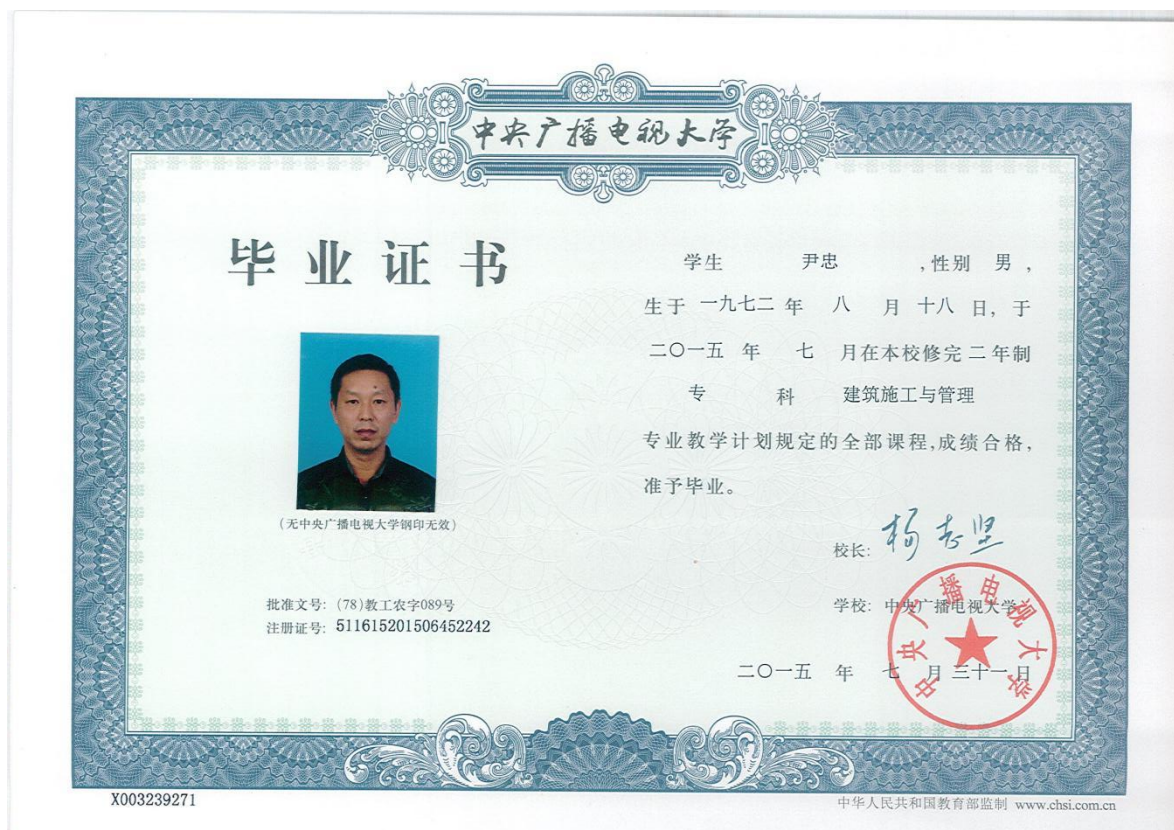 中央广播电视大学
毕业证书
学生 尹忠 ,性别 男,
生于 一九七二 年 八 月 十八 日, 于
二〇一五 年 七 月在本校修完 二 年制
专 科 建筑施工与管理
专业教学计划规定的全部课程,成绩合格,
准予毕业。
(无中央广播电视大学钢印无效)
校长: 杨志坚
批准文号: (78)教工农字089号
学校: 中央广播电视大学
注册证号: 511615201506452242
中央广播电视大学
二〇一五 年 七 月 三十一 日
X003239271
中华人民共和国教育部监制 www.chsi.com.cn